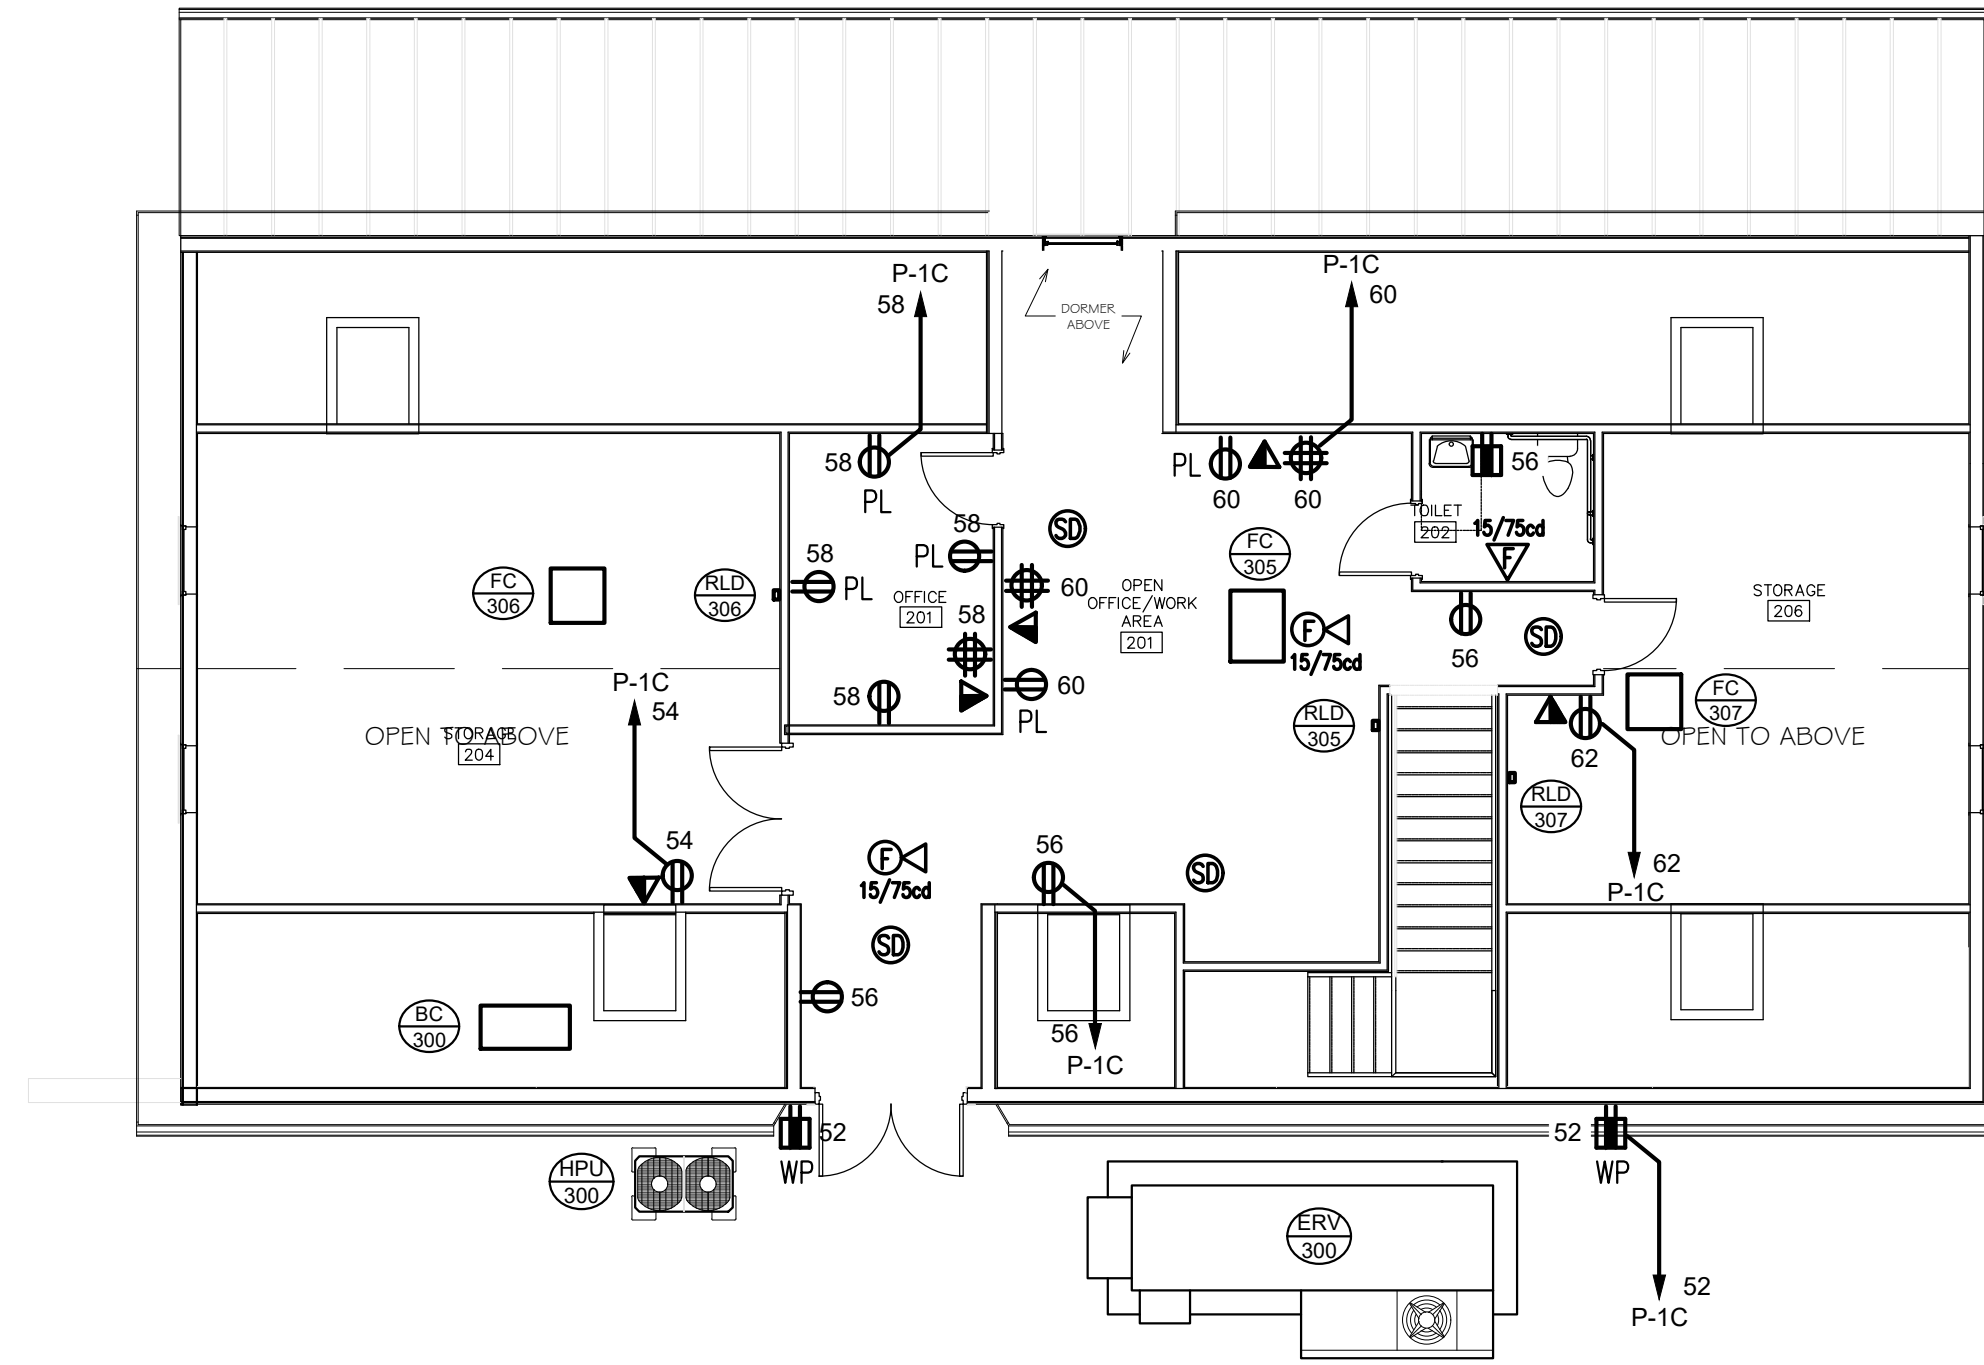 P-1C
58
P-1C
60
DORMER
ABOVE
58
PL
PL
60
60
56
TOILET
202
15/75cd
F
58
PL
58
PL
SD
FC
305
FC
306
RLD
306
OFFICE
201
58
60
OPEN
OFFICE/WORK
AREA
201
F
15/75cd
56
SD
STORAGE
206
P-1C
54
58
60
PL
RLD
305
FC
307
62
OPEN TO ABOVE
STORAGE
204
OPEN TO ABOVE
RLD
307
54
F
15/75cd
56
SD
62
P-1C
SD
56
BC
300
56
P-1C
52
WP
52
WP
HPU
300
ERV
300
52
P-1C